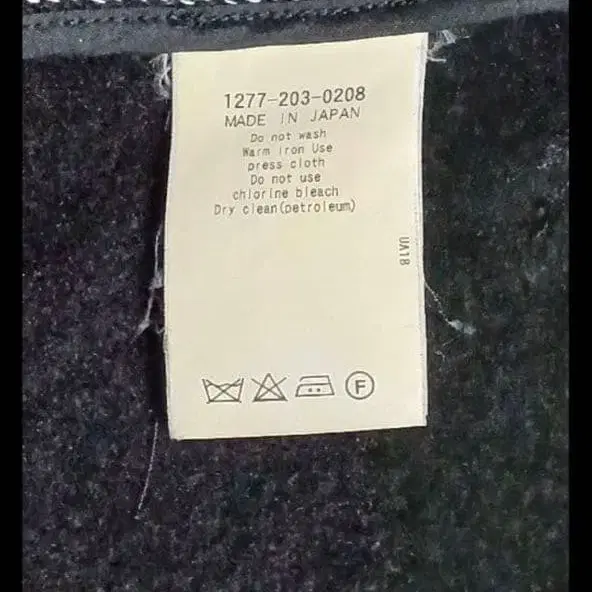 1277-203-0208
MADE IN JAPAN
Do not wash
Warm iron Use
press cloth
Do not use
chlorine bleach
Dry clean(petroleum)
UA18
F